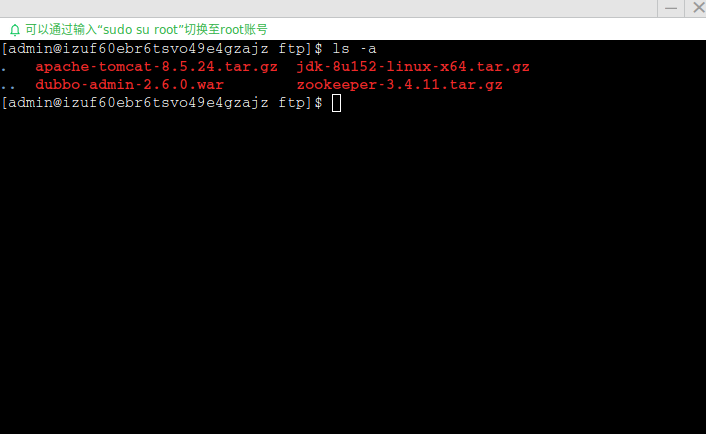 可以通过输入“sudo su root”切换至root账号
[admin@izuf60ebr6tsvo49e4gzajz ftp]$ ls -a
.   apache-tomcat-8.5.24.tar.gz  jdk-8u152-linux-x64.tar.gz
..  dubbo-admin-2.6.0.war        zookeeper-3.4.11.tar.gz
[admin@izuf60ebr6tsvo49e4gzajz ftp]$